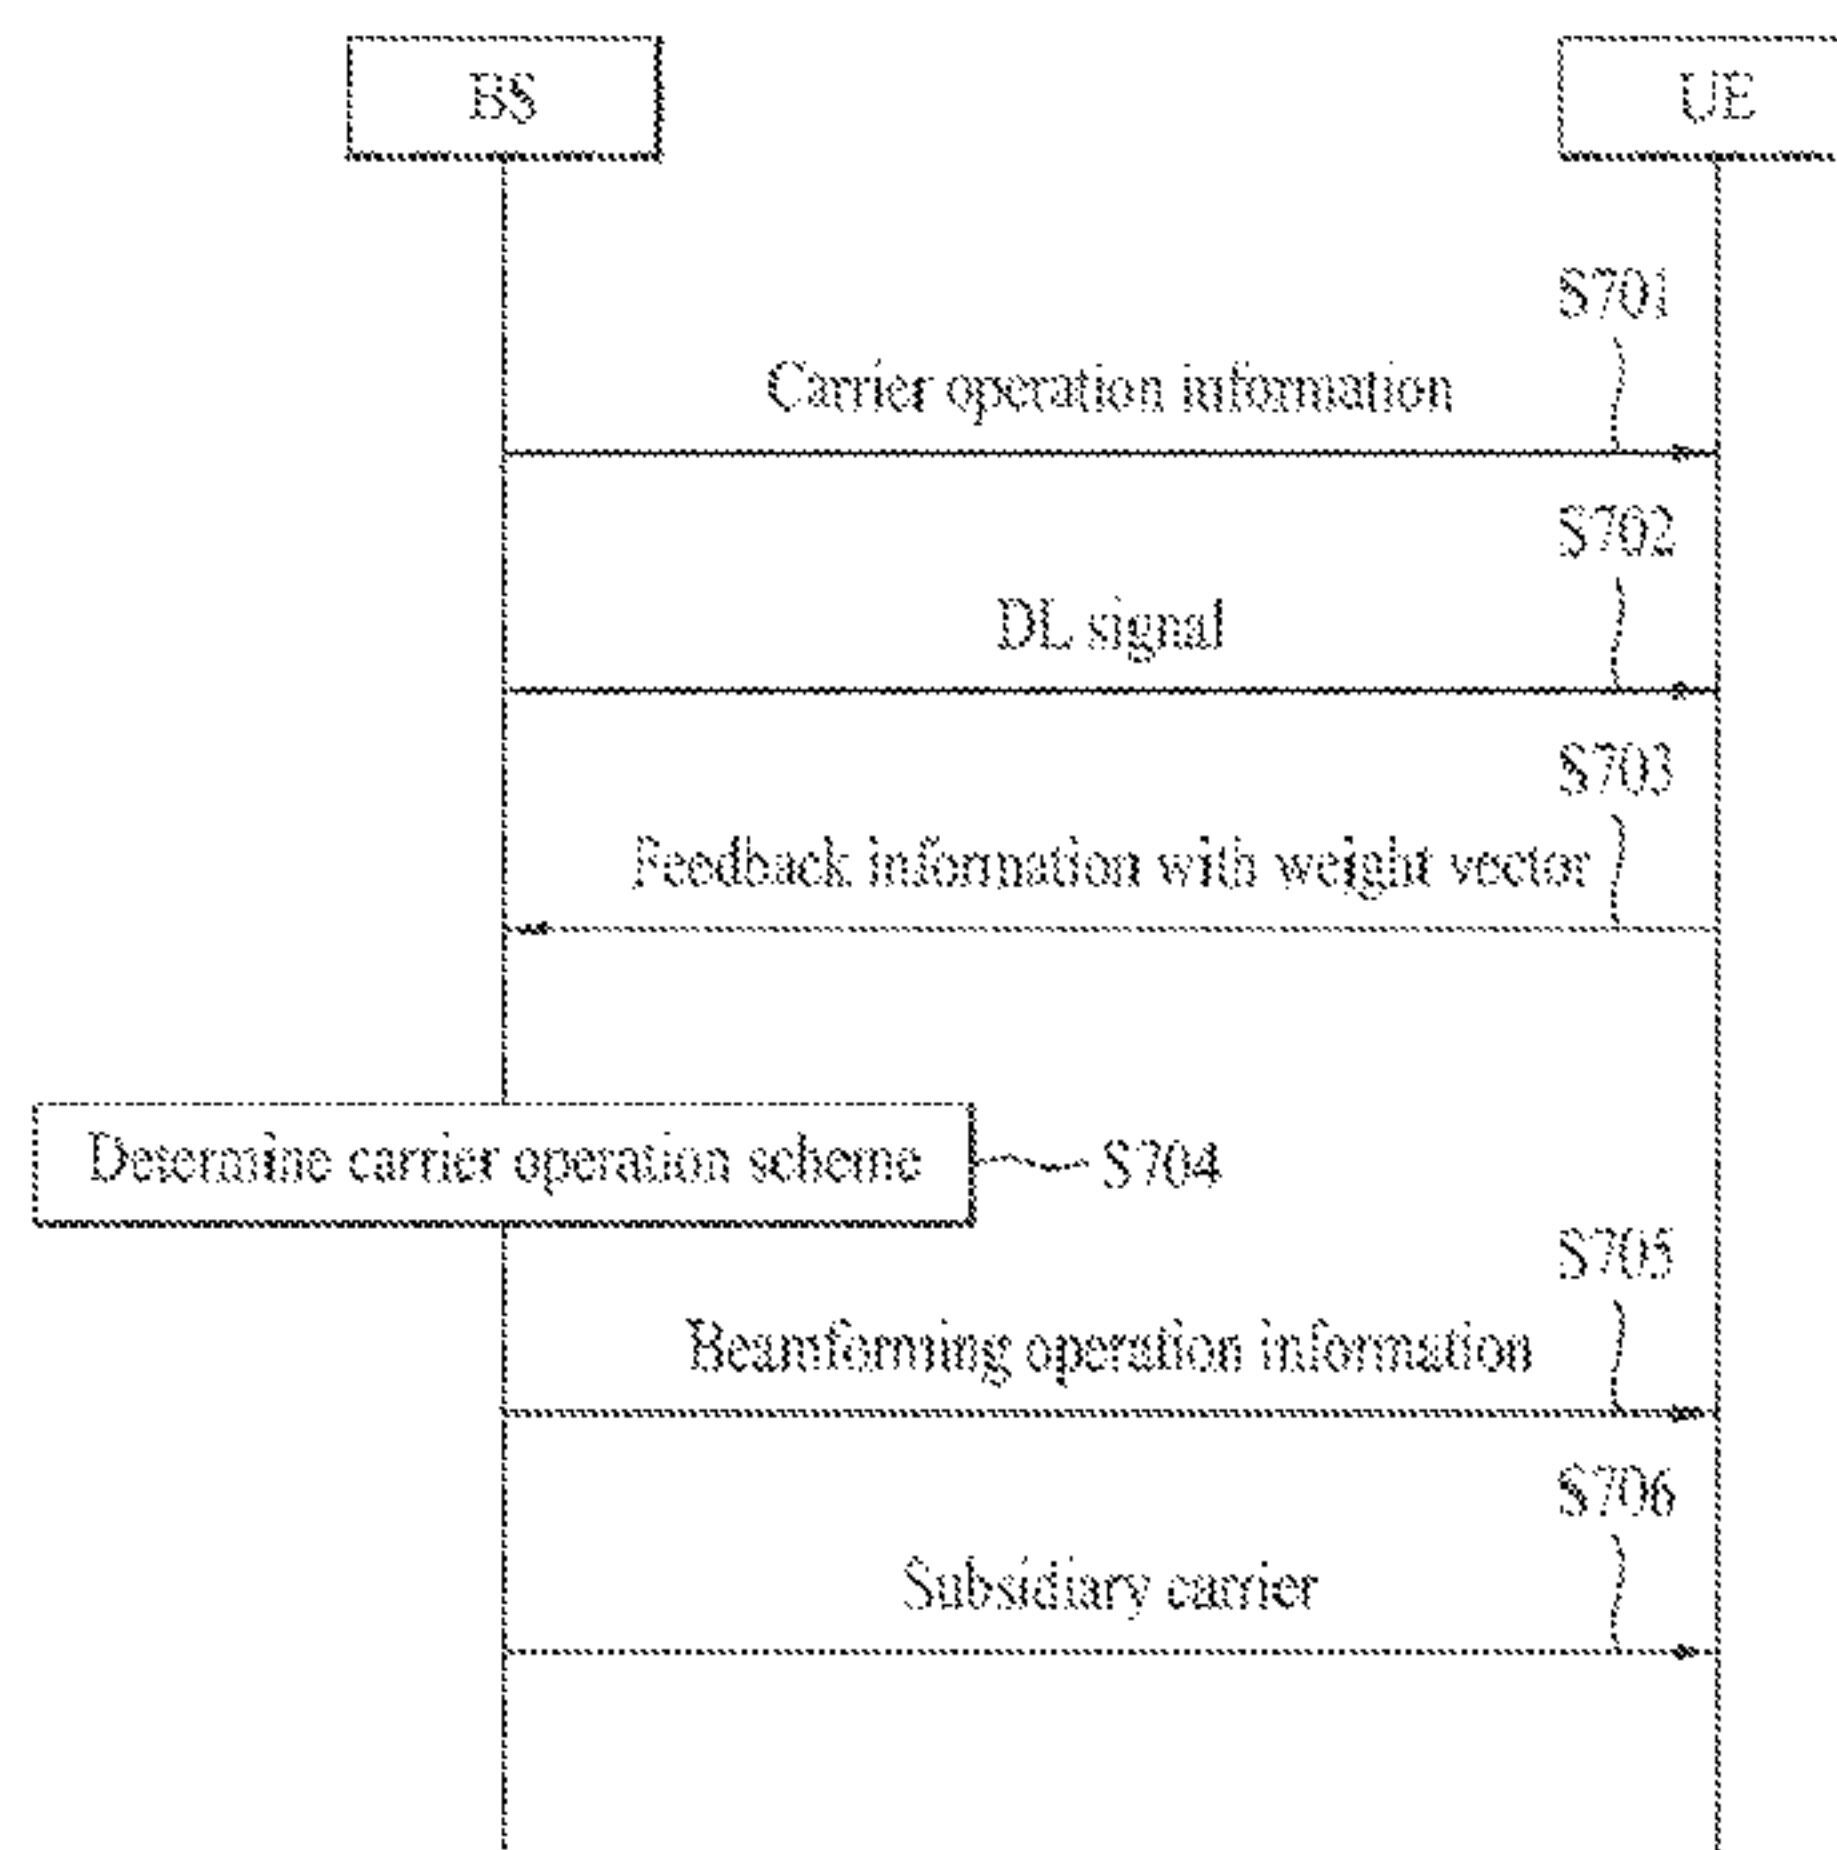 BS
UE
S701
Carrier operation information
S702
DL signal
S703
Feedback information with weight vector
Determine carrier operation scheme
S704
S705
Beamforming operation information
S706
Subsidiary carrier